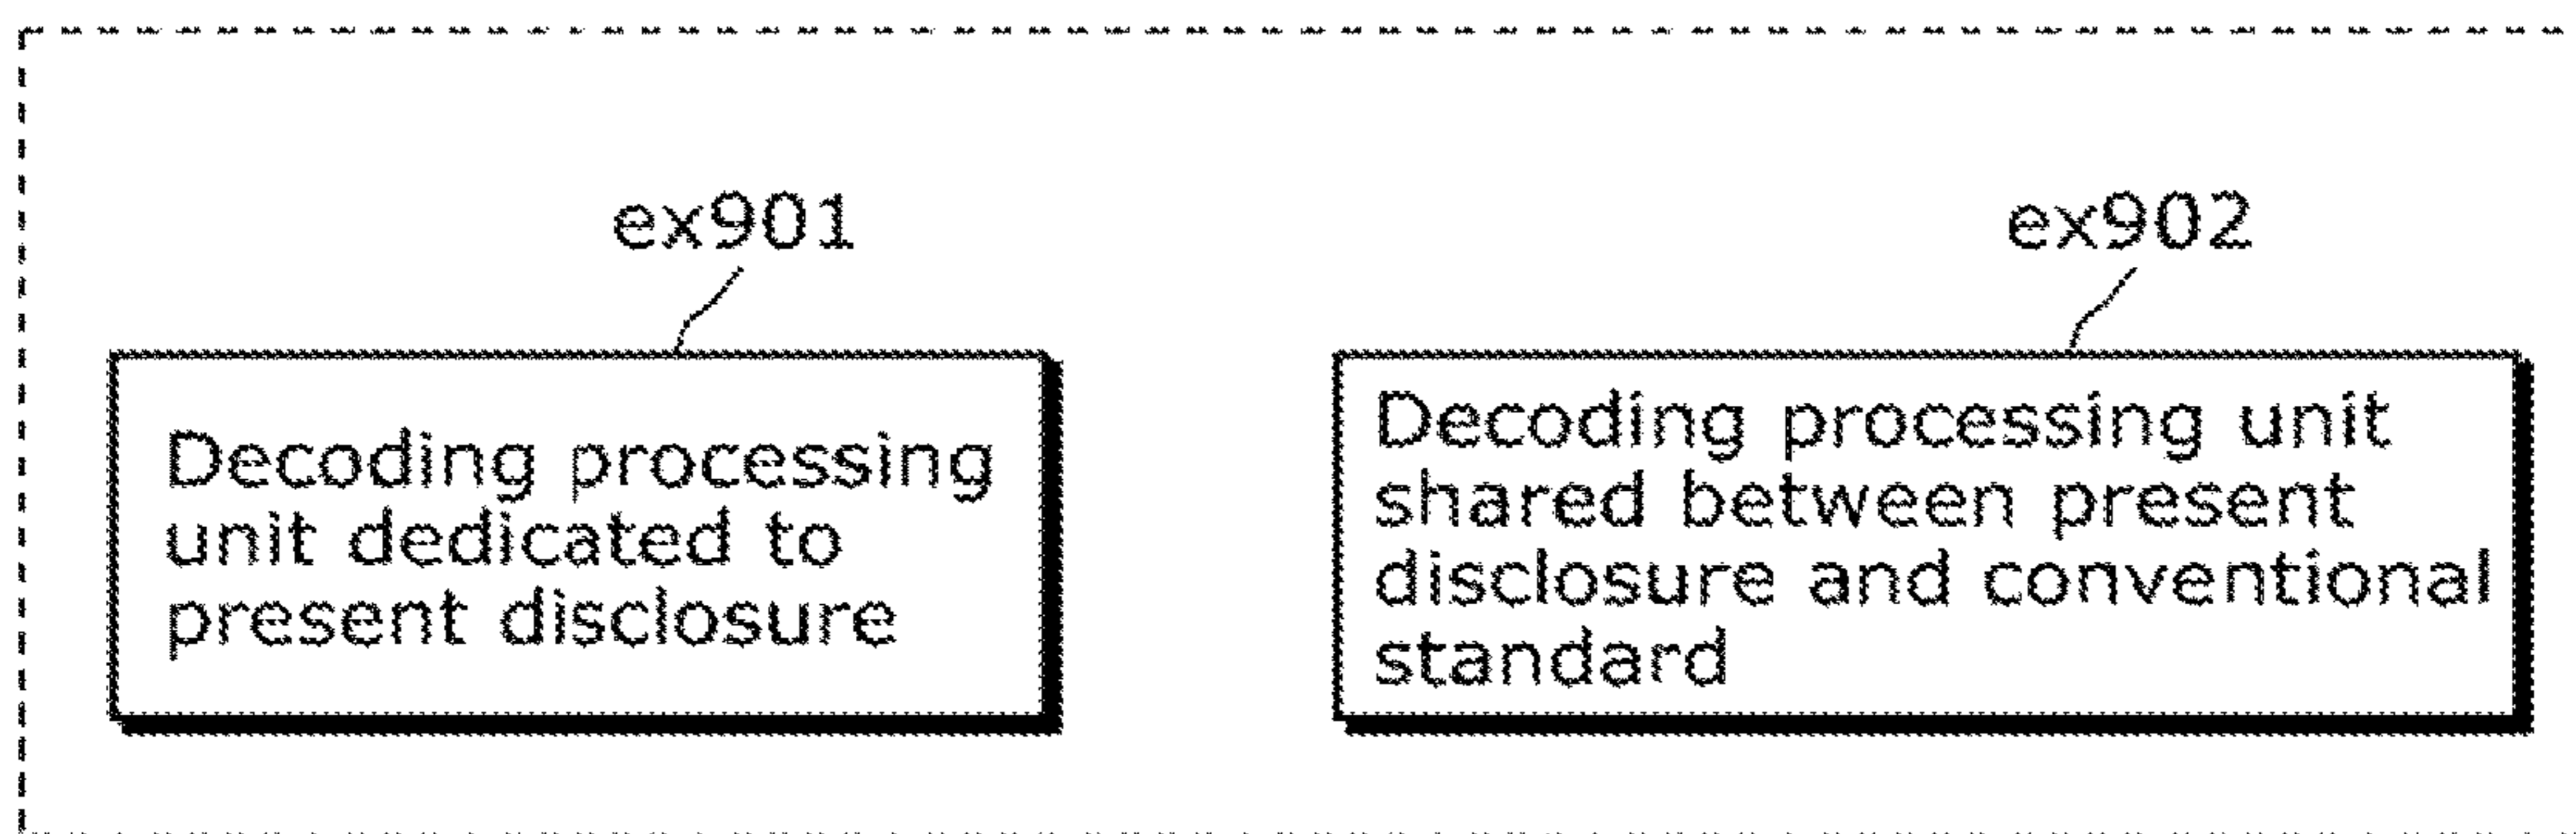 ex901
Decoding processing
unit dedicated to
present disclosure
ex902
Decoding processing unit
shared between present
disclosure and conventional
standard